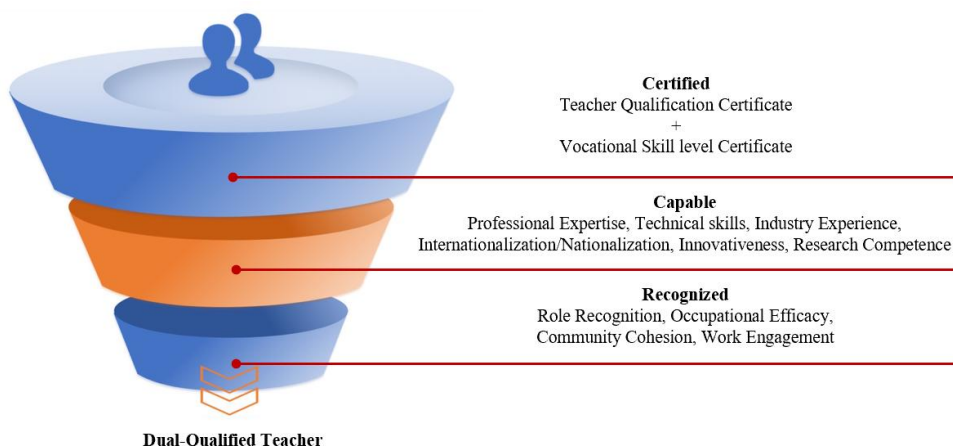 Certified
Teacher Qualification Certificate
+
Vocational Skill level Certificate
Capable
Professional Expertise, Technical skills, Industry Experience,
Internationalization/Nationalization, Innovativeness, Research Competence
Recognized
Role Recognition, Occupational Efficacy,
Community Cohesion, Work Engagement
Dual-Qualified Teacher